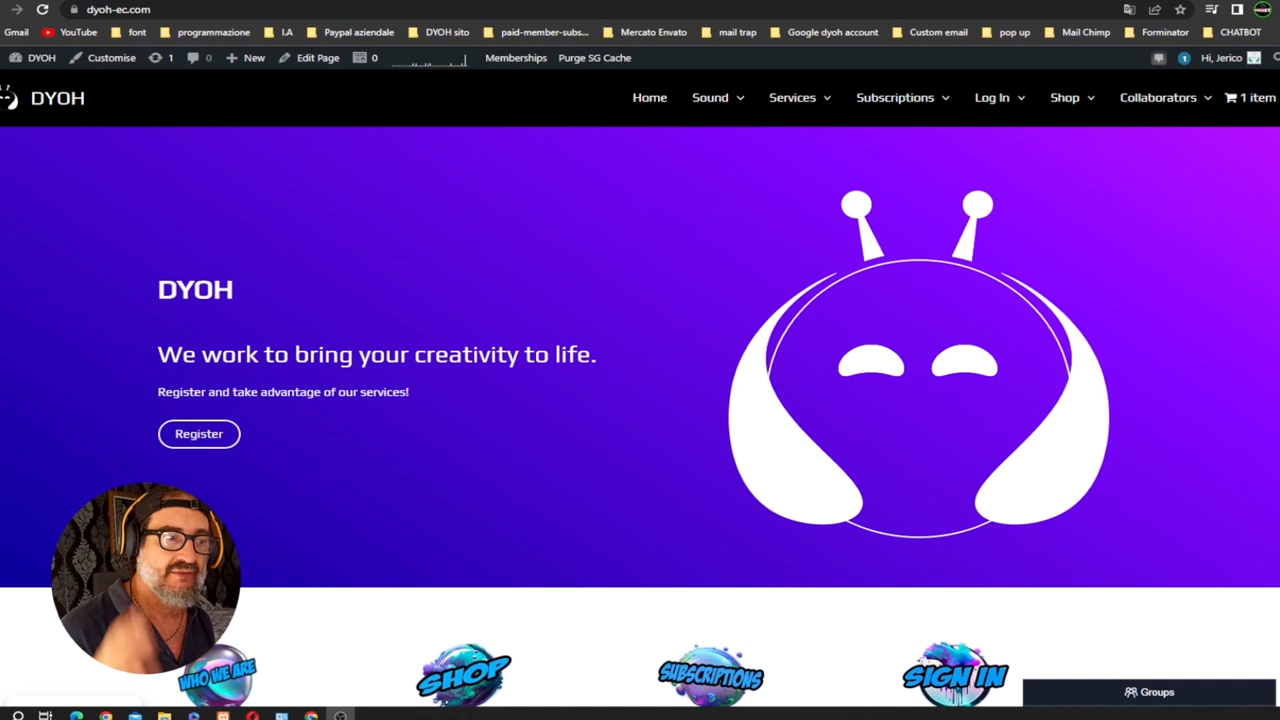 dyoh-ec.com
Gmail YouTube font programmazione I.A Paypal aziendale DYOH sito paid-member-subs... Mercato Envato mail trap Google dyoh account Custom email pop up Mail Chimp Forminator CHATBOT
DYOH Customise 1 0 New Edit Page 0 Memberships Purge SG Cache 1 Hi, Jerico
DYOH Home Sound Services Subscriptions Log In Shop Collaborators 1 item
DYOH
We work to bring your creativity to life.
Register and take advantage of our services!
Register
WHO WE ARE SHOP SUBSCRIPTIONS SIGN IN
Groups